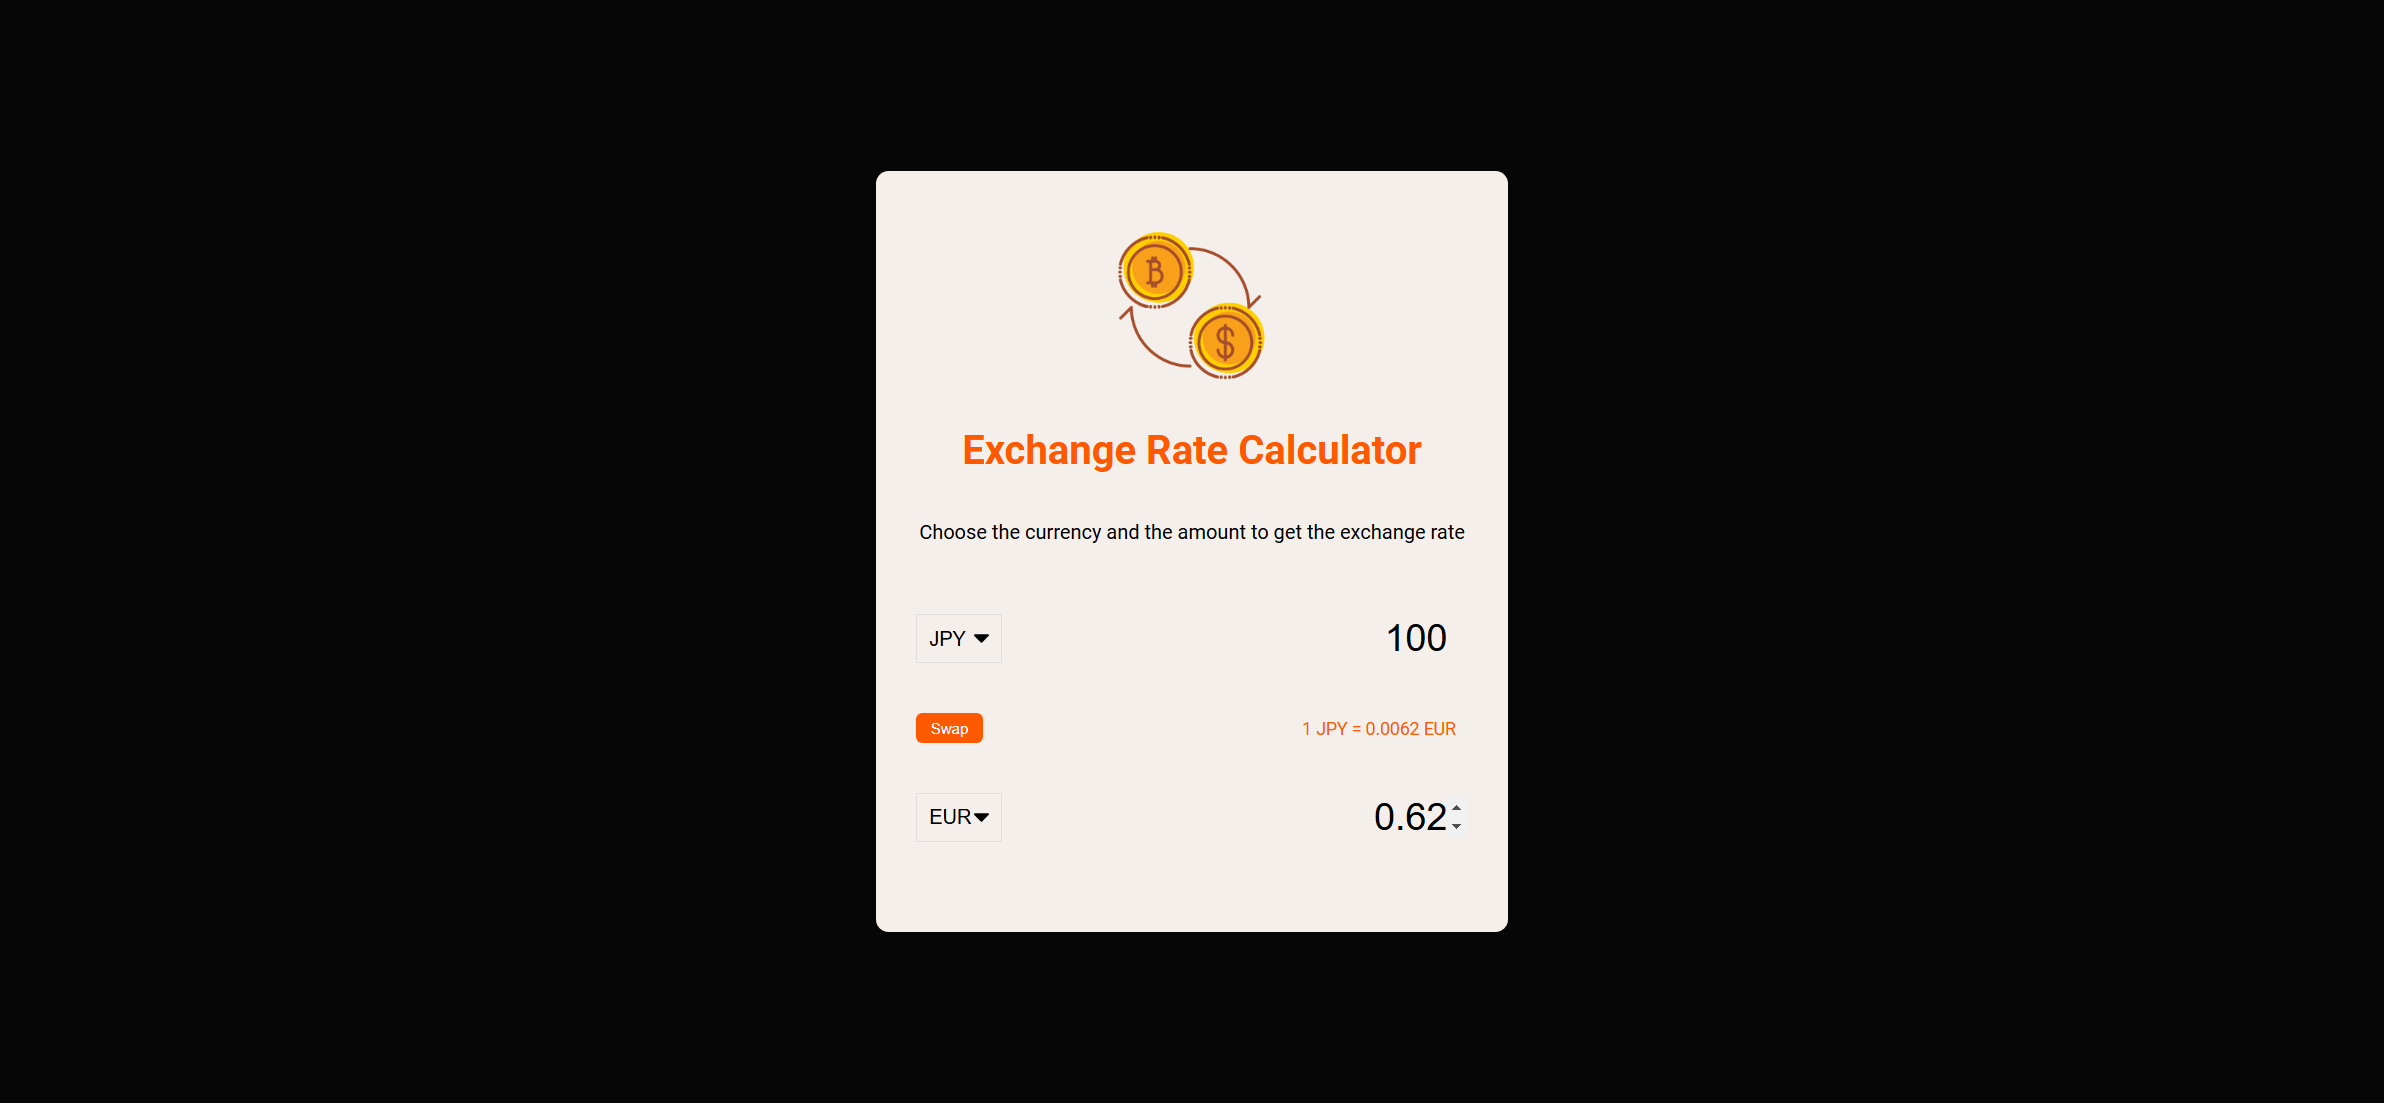 ₿
$
Exchange Rate Calculator
Choose the currency and the amount to get the exchange rate
JPY 100
Swap 1 JPY = 0.0062 EUR
EUR 0.62